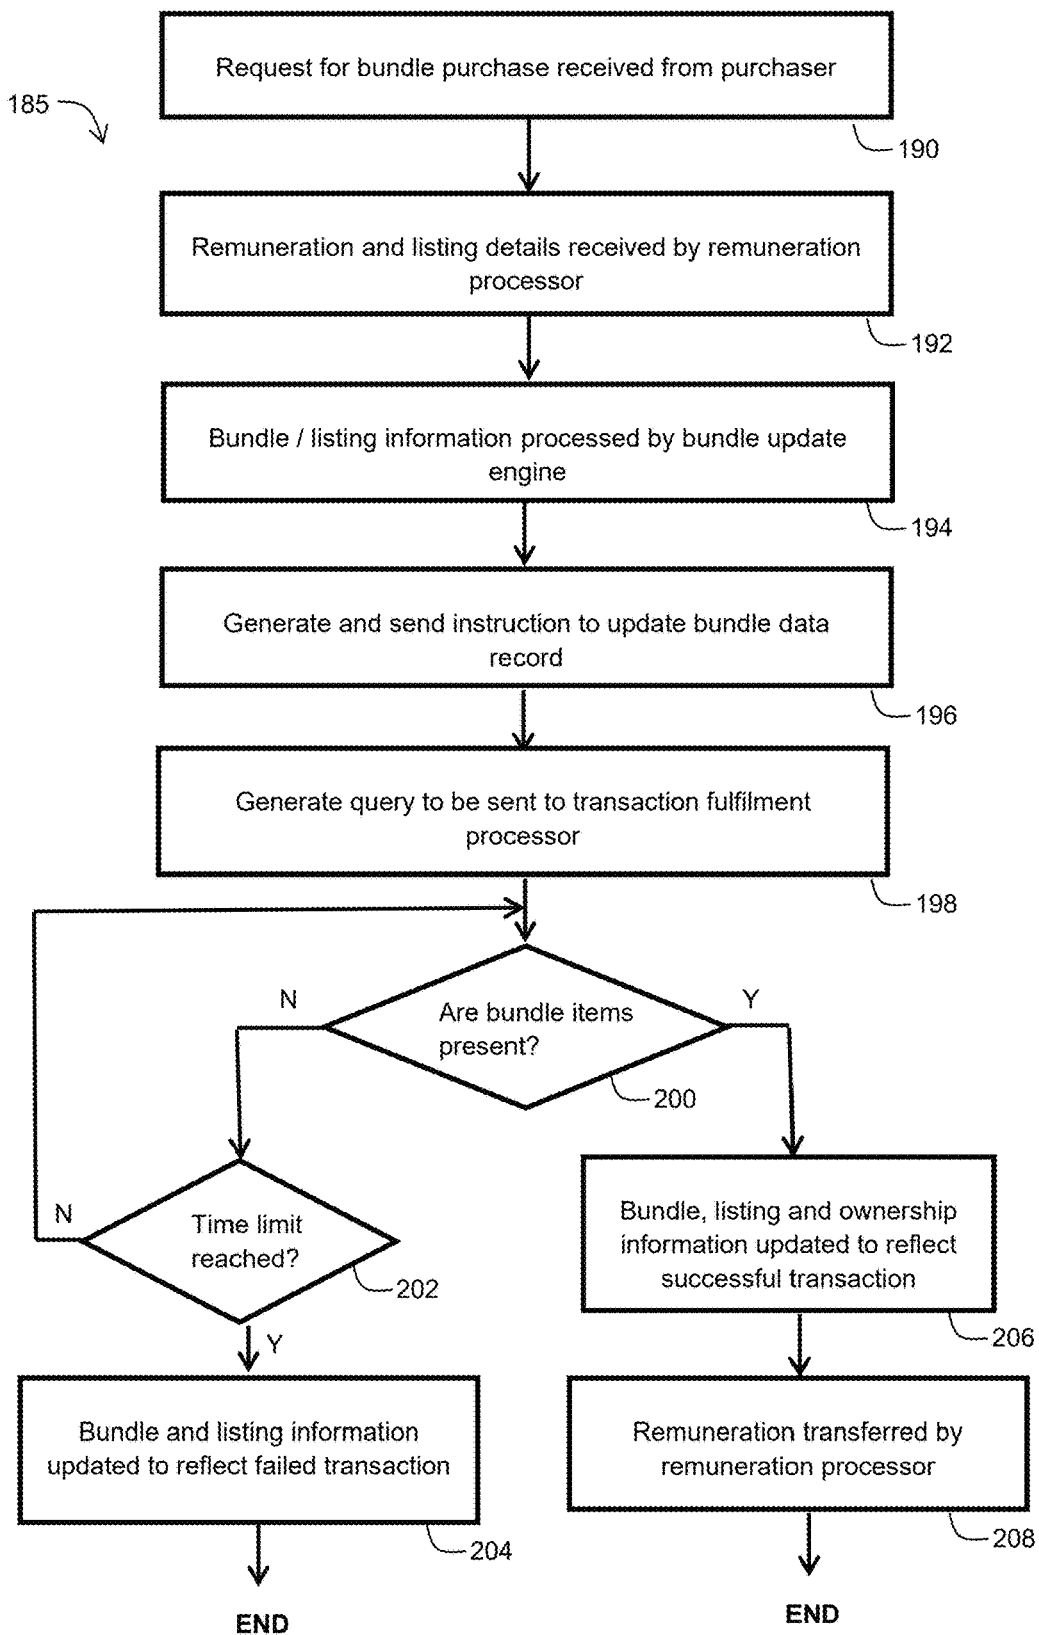 Request for bundle purchase received from purchaser
185
190
Remuneration and listing details received by remuneration
processor
192
Bundle / listing information processed by bundle update
engine
194
Generate and send instruction to update bundle data
record
196
Generate query to be sent to transaction fulfilment
processor
198
N
Y
Are bundle items
present?
200
N
Time limit
reached?
202
Y
Bundle, listing and ownership
information updated to reflect
successful transaction
206
Bundle and listing information
updated to reflect failed transaction
204
Remuneration transferred by
remuneration processor
208
END
END